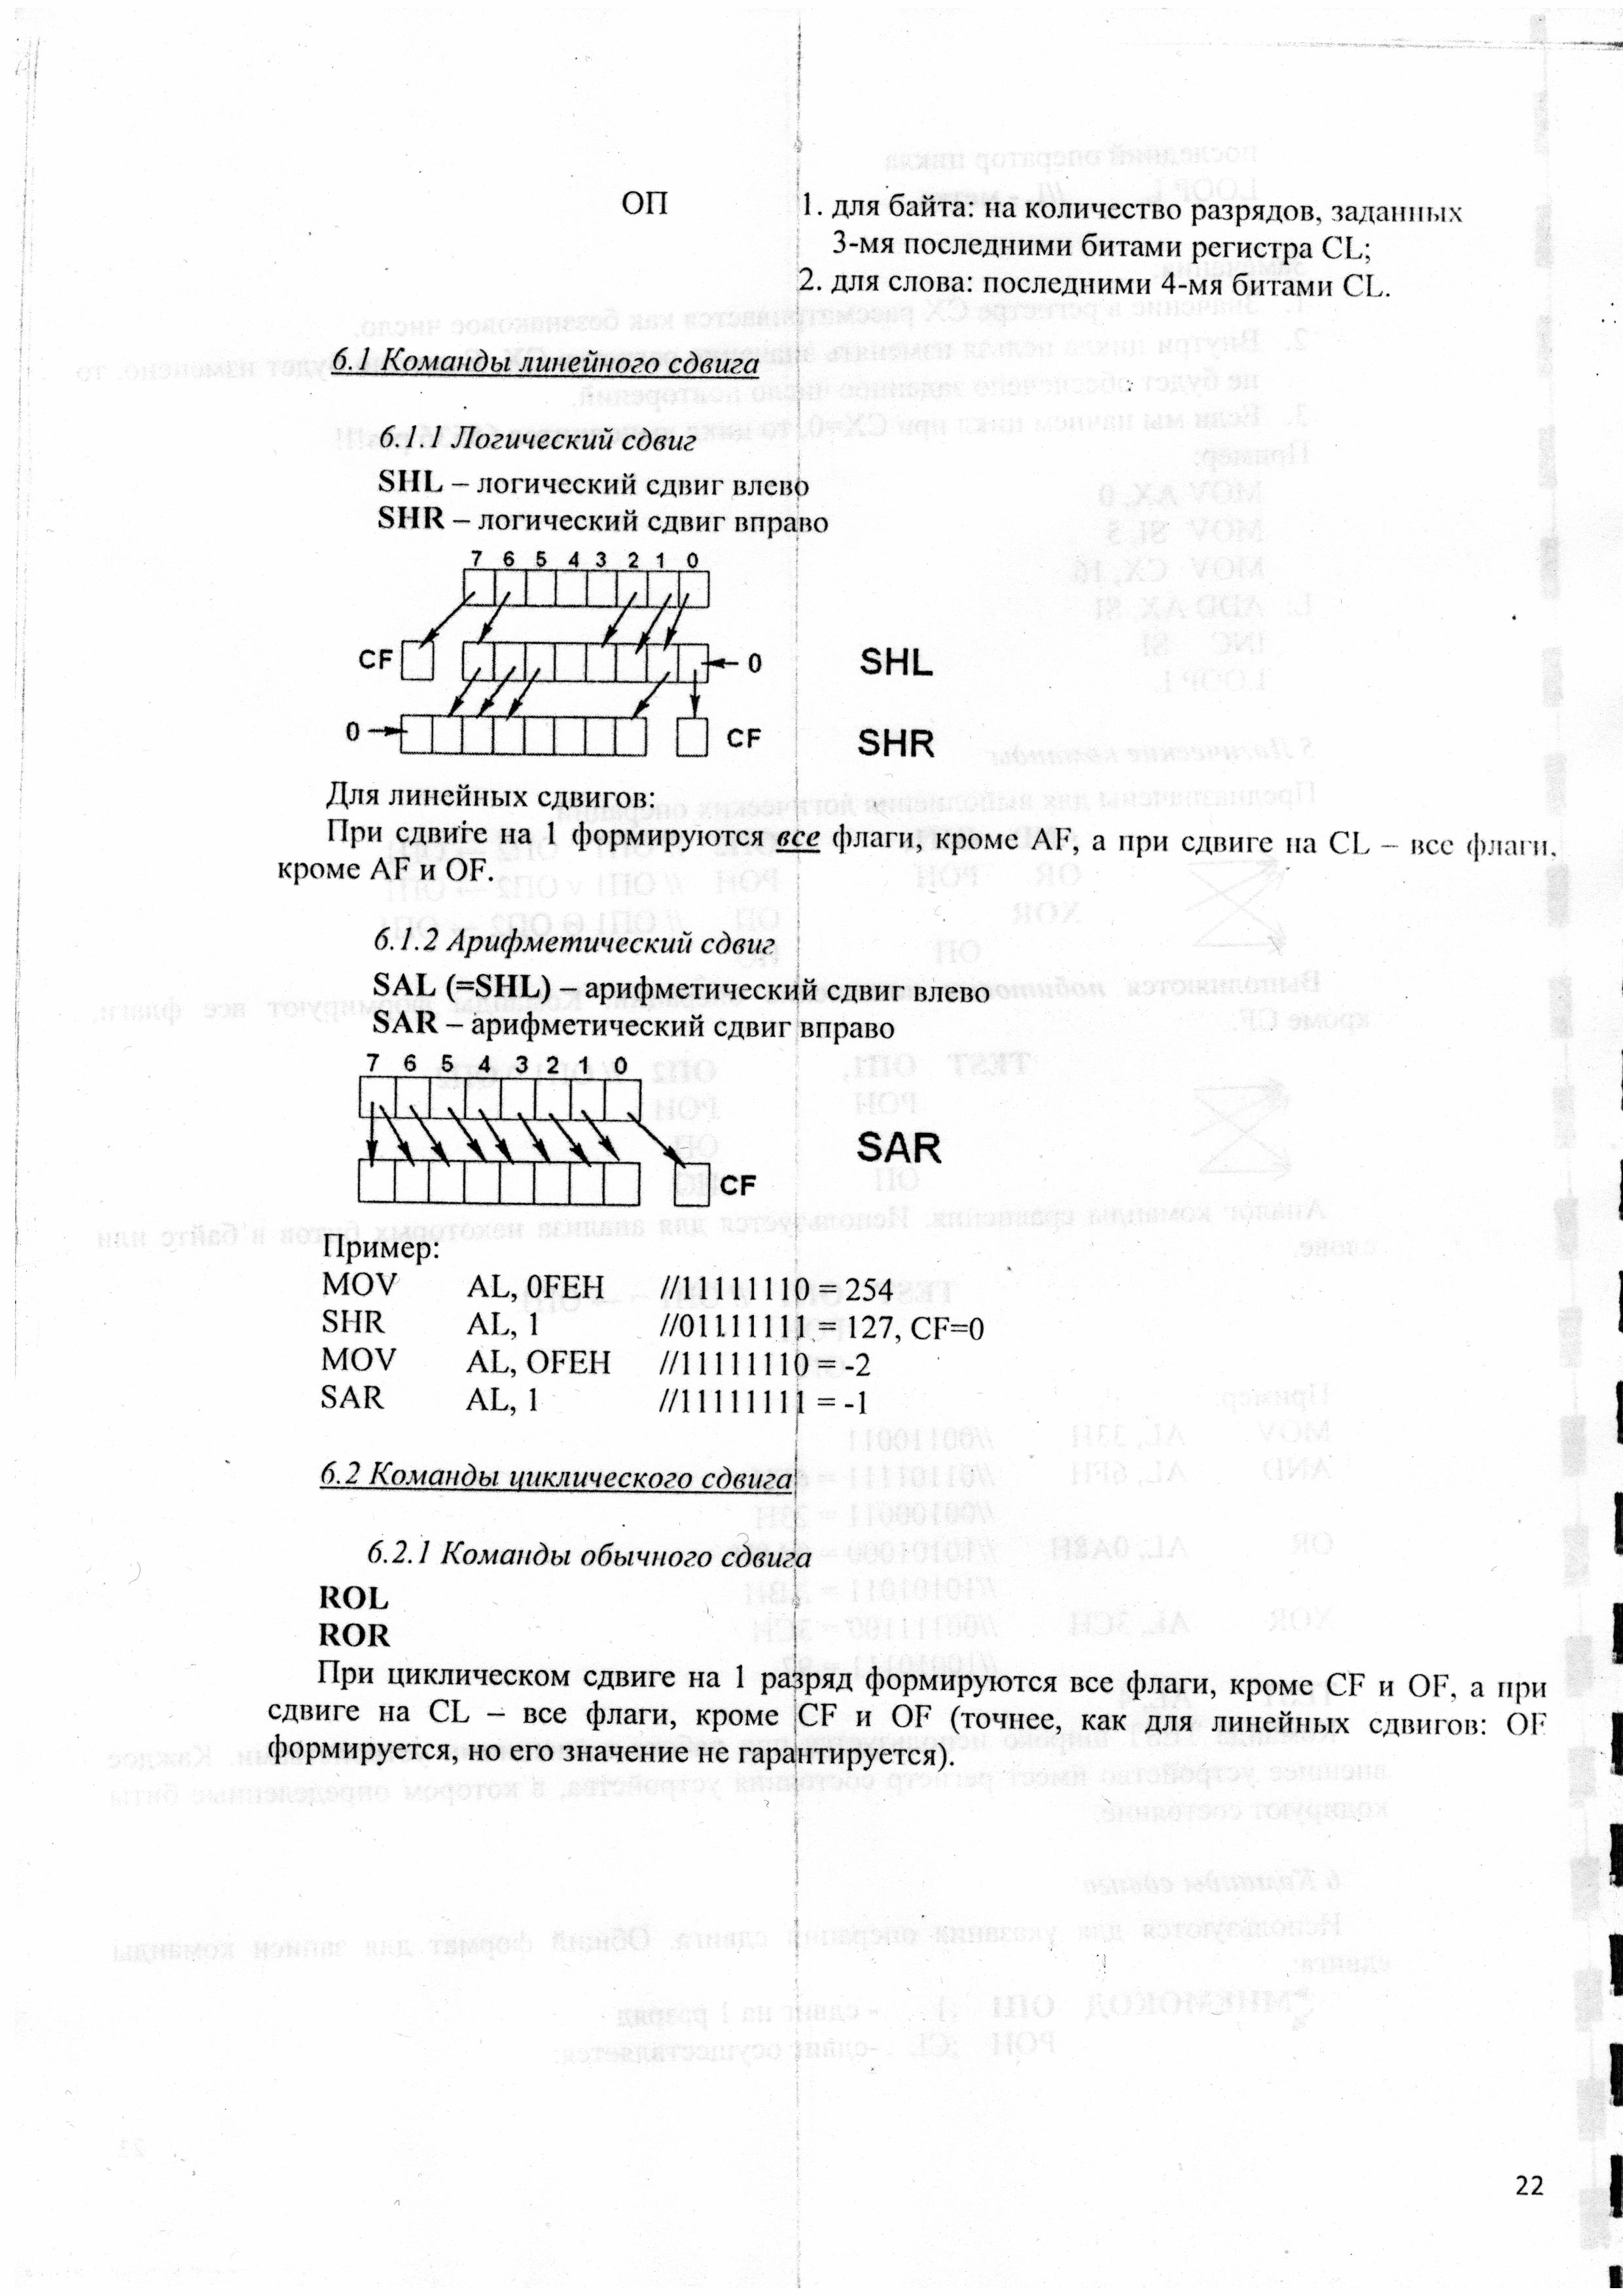 ОП 1. для байта: на количество разрядов, заданных
3-мя последними битами регистра CL;
2. для слова: последними 4-мя битами CL.
6.1 Команды линейного сдвига
6.1.1 Логический сдвиг
SHL – логический сдвиг влево
SHR – логический сдвиг вправо
7 6 5 4 3 2 1 0
CF 0 SHL
0 CF SHR
Для линейных сдвигов:
При сдвиге на 1 формируются все флаги, кроме AF, а при сдвиге на CL – все флаги,
кроме AF и OF.
6.1.2 Арифметический сдвиг
SAL (=SHL) – арифметический сдвиг влево
SAR – арифметический сдвиг вправо
7 6 5 4 3 2 1 0
SAR
CF
Пример:
MOV AL, 0FEH //11111110 = 254
SHR AL, 1 //01111111 = 127, CF=0
MOV AL, OFEH //11111110 = -2
SAR AL, 1 //11111111 = -1
6.2 Команды циклического сдвига
6.2.1 Команды обычного сдвига
ROL
ROR
При циклическом сдвиге на 1 разряд формируются все флаги, кроме CF и OF, а при
сдвиге на CL – все флаги, кроме CF и OF (точнее, как для линейных сдвигов: OF
формируется, но его значение не гарантируется).
22